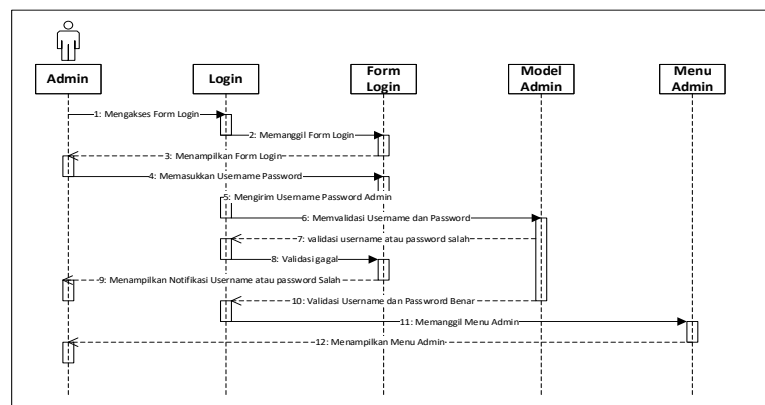 Admin
Login
Form
Login
Model
Admin
Menu
Admin
1: Mengakses Form Login
2: Memanggil Form Login
3: Menampilkan Form Login
4: Memasukkan Username Password
5: Mengirim Username Password Admin
6: Memvalidasi Username dan Password
7: validasi username atau password salah
8: Validasi gagal
9: Menampilkan Notifikasi Username atau password Salah
10: Validasi Username dan Password Benar
11: Memanggil Menu Admin
12: Menampilkan Menu Admin